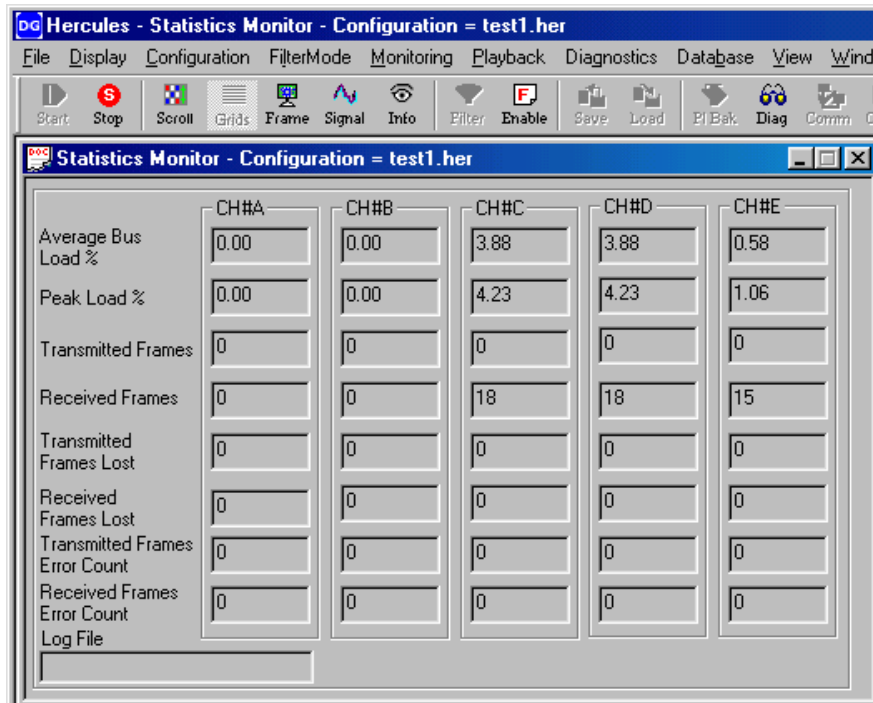 DG Hercules - Statistics Monitor - Configuration = test1.her
File Display Configuration FilterMode Monitoring Playback Diagnostics Database View Wind
Start Stop Scroll Grids Frame Signal Info Filter Enable Save Load Pl Bak Diag Comm
DOC Statistics Monitor - Configuration = test1.her
CH#A CH#B CH#C CH#D CH#E
Average Bus
Load % 0.00 0.00 3.88 3.88 0.58
Peak Load % 0.00 0.00 4.23 4.23 1.06
Transmitted Frames 0 0 0 0 0
Received Frames 0 0 18 18 15
Transmitted
Frames Lost 0 0 0 0 0
Received
Frames Lost 0 0 0 0 0
Transmitted Frames
Error Count 0 0 0 0 0
Received Frames
Error Count 0 0 0 0 0
Log File